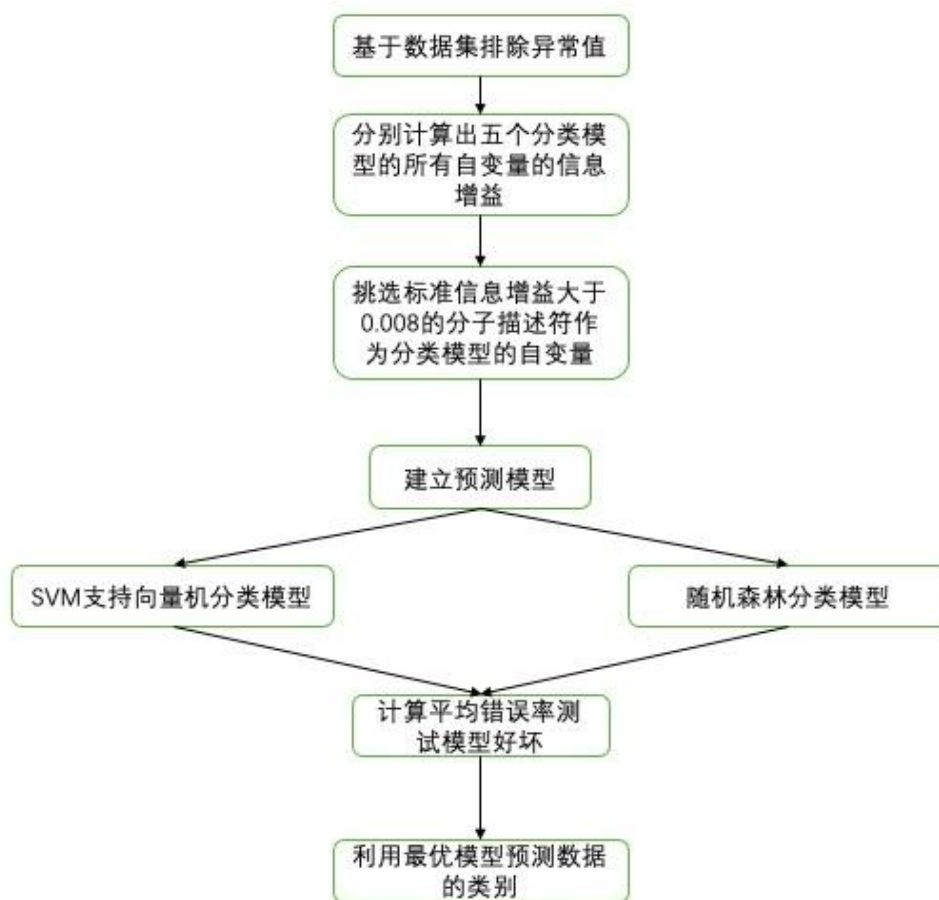 基于数据集排除异常值
分别计算出五个分类模
型的所有自变量的信息
增益
挑选标准信息增益大于
0.008的分子描述符作
为分类模型的自变量
建立预测模型
SVM支持向量机分类模型
随机森林分类模型
计算平均错误率测
试模型好坏
利用最优模型预测数据
的类别